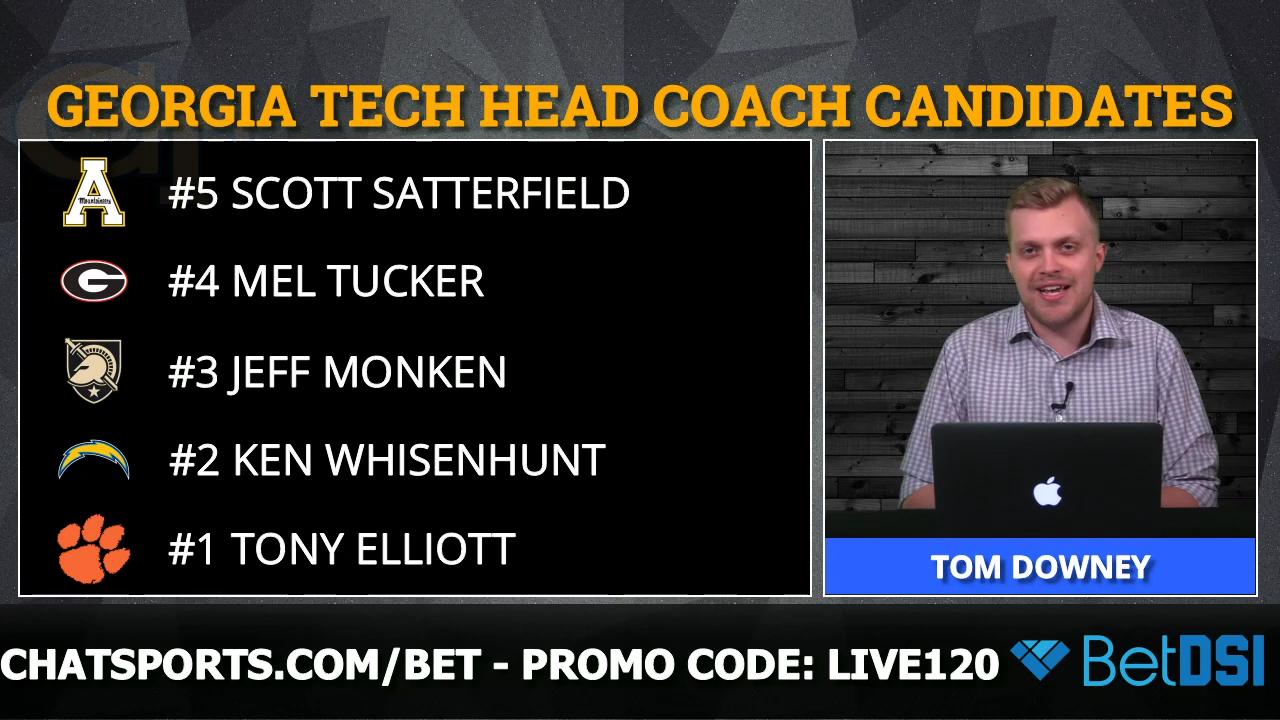 GEORGIA TECH HEAD COACH CANDIDATES
#5 SCOTT SATTERFIELD
#4 MEL TUCKER
#3 JEFF MONKEN
#2 KEN WHISENHUNT
#1 TONY ELLIOTT
TOM DOWNEY
CHATSPORTS.COM/BET - PROMO CODE: LIVE120
BetDSI